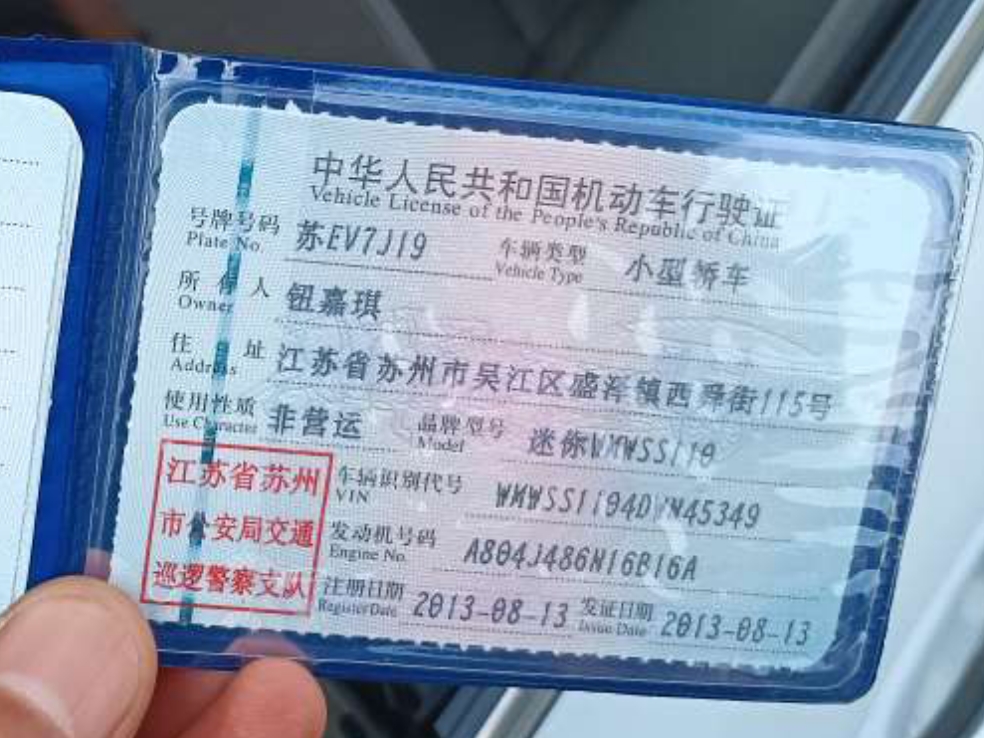 中华人民共和国机动车行驶证
Vehicle License of the People's Republic of China
号牌号码 苏EV7J19 车辆类型 小型轿车
Plate No. Vehicle Type
所有人 钮嘉琪
Owner
住址 江苏省苏州市吴江区盛泽镇西舜街115号
Address
使用性质 非营运 品牌型号 迷你WMWSS119
Use Character Model
江苏省苏州
市公安局交通
巡逻警察支队
车辆识别代号
VIN
发动机号码 A804J486N16B16A
Engine No.
注册日期 2013-08-13 发证日期 2013-08-13
Register Date Issue Date